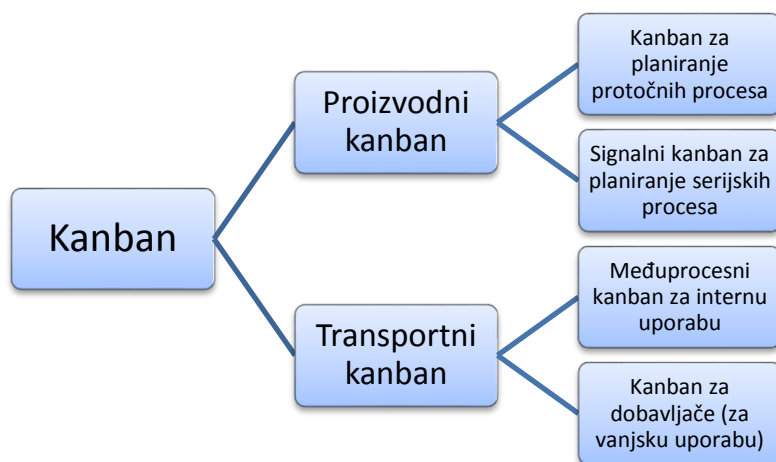 Kanban
Proizvodni
kanban
Kanban za
planiranje
protočnih procesa
Signalni kanban za
planiranje serijskih
procesa
Transportni
kanban
Međuprocesni
kanban za internu
uporabu
Kanban za
dobavljače (za
vanjsku uporabu)